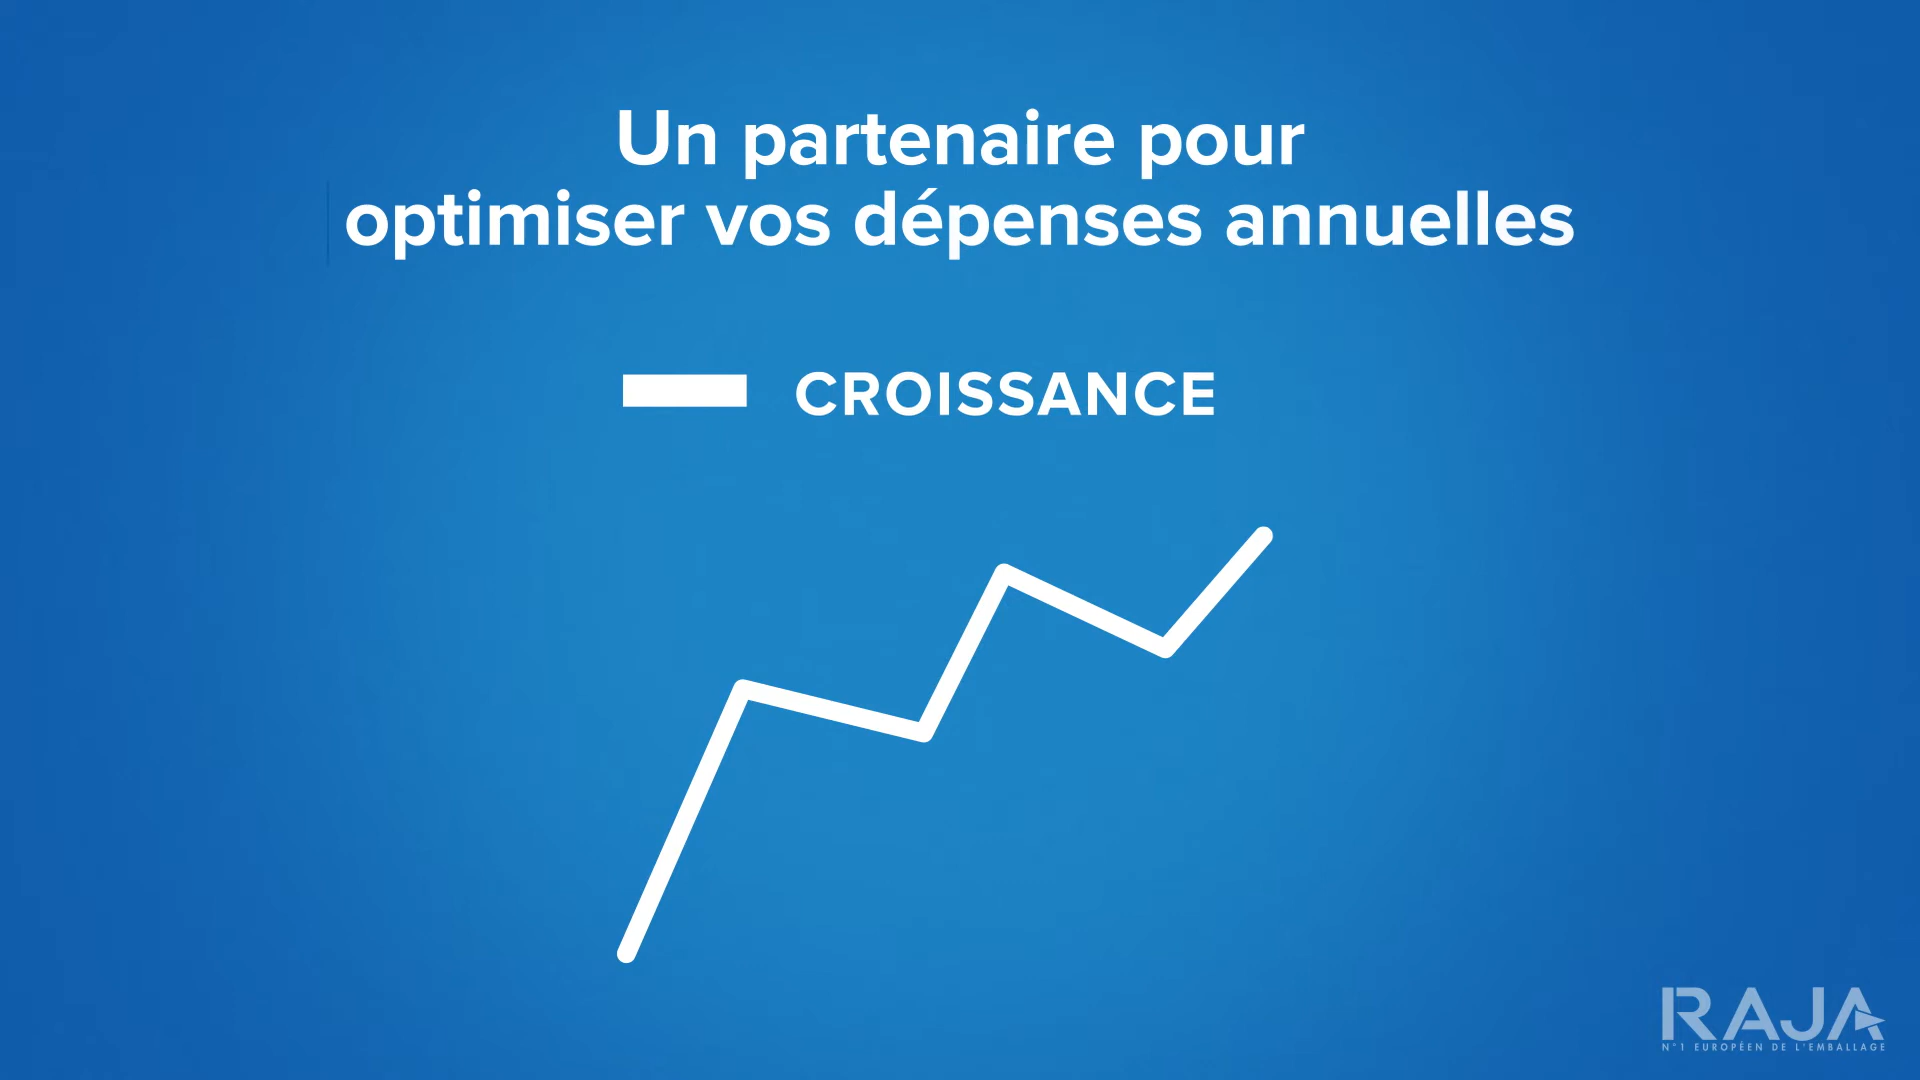 Un partenaire pour
optimiser vos dépenses annuelles
CROISSANCE
RAJA
N°1 EUROPÉEN DE L'EMBALLAGE